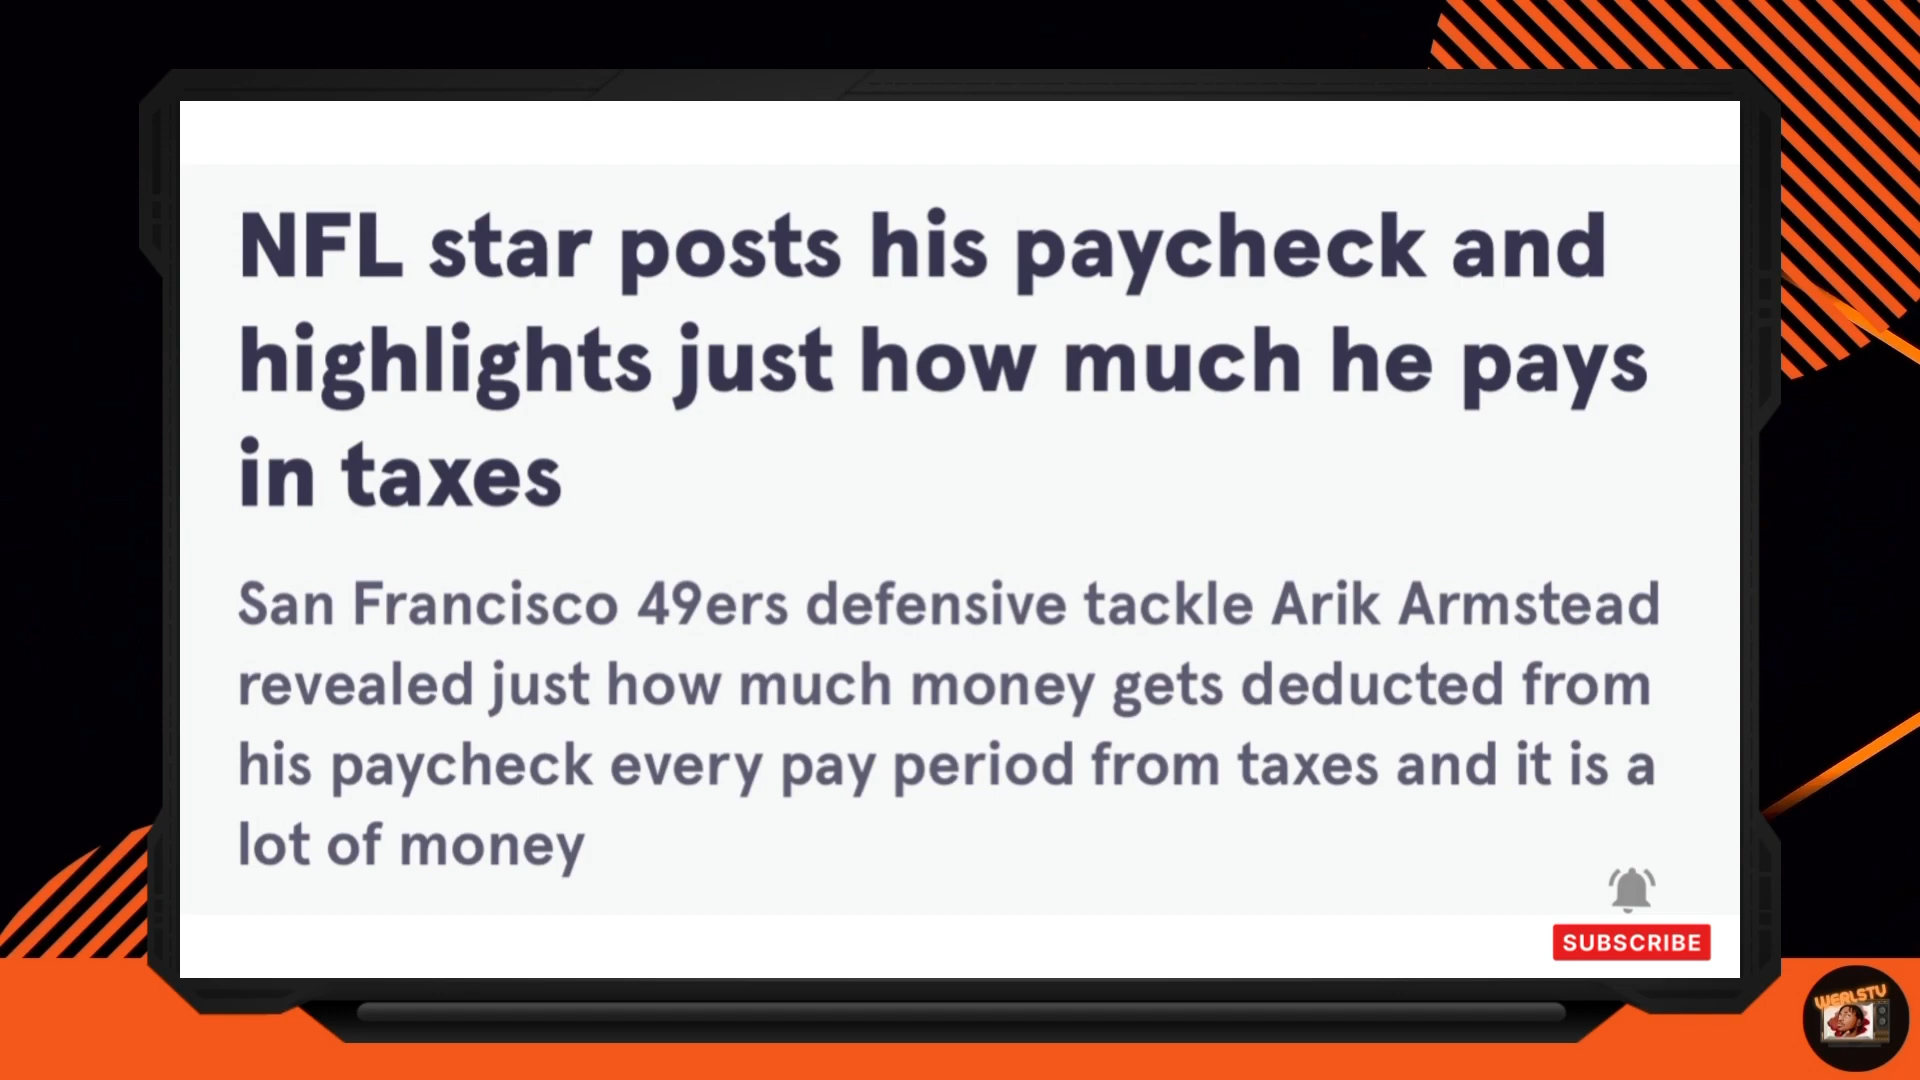 NFL star posts his paycheck and
highlights just how much he pays
in taxes
San Francisco 49ers defensive tackle Arik Armstead
revealed just how much money gets deducted from
his paycheck every pay period from taxes and it is a
lot of money
SUBSCRIBE
WERLSTV